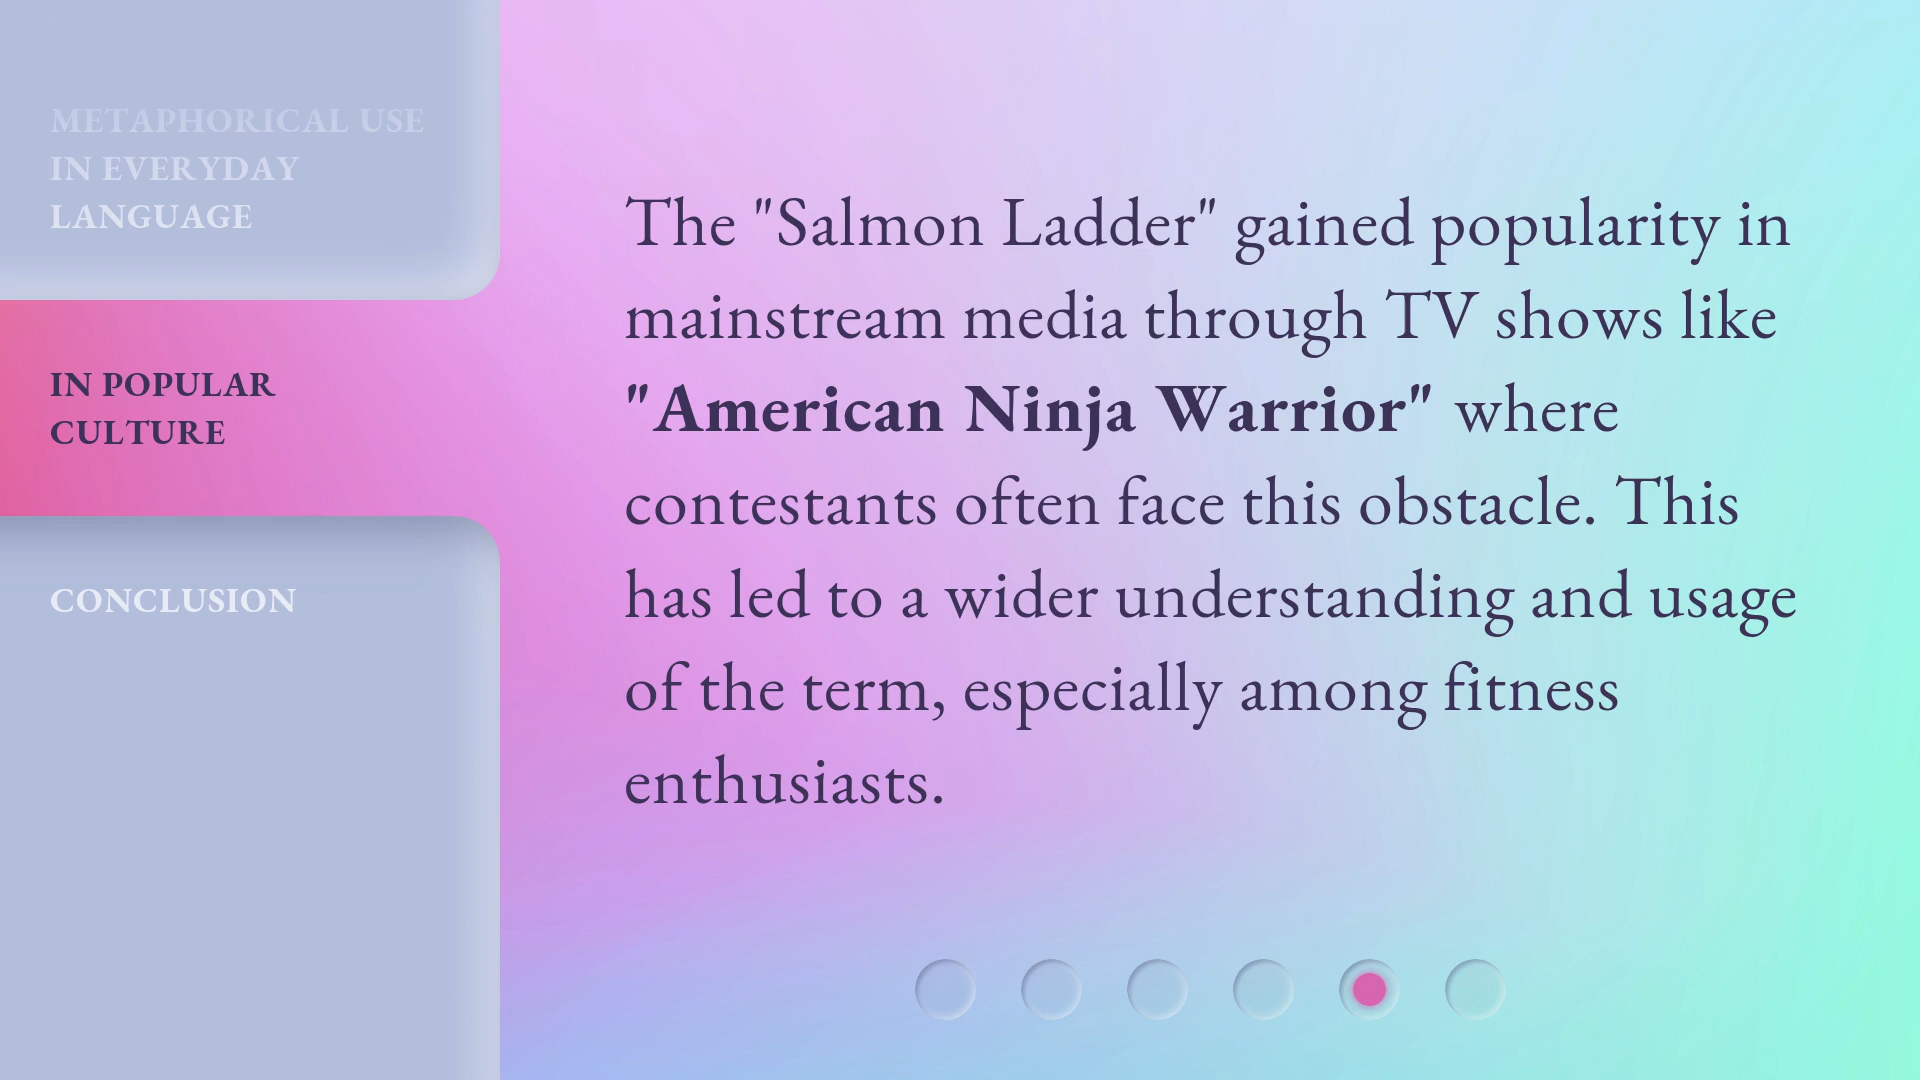 METAPHORICAL USE
IN EVERYDAY
LANGUAGE
IN POPULAR
CULTURE
CONCLUSION
The "Salmon Ladder" gained popularity in
mainstream media through TV shows like
"American Ninja Warrior" where
contestants often face this obstacle. This
has led to a wider understanding and usage
of the term, especially among fitness
enthusiasts.